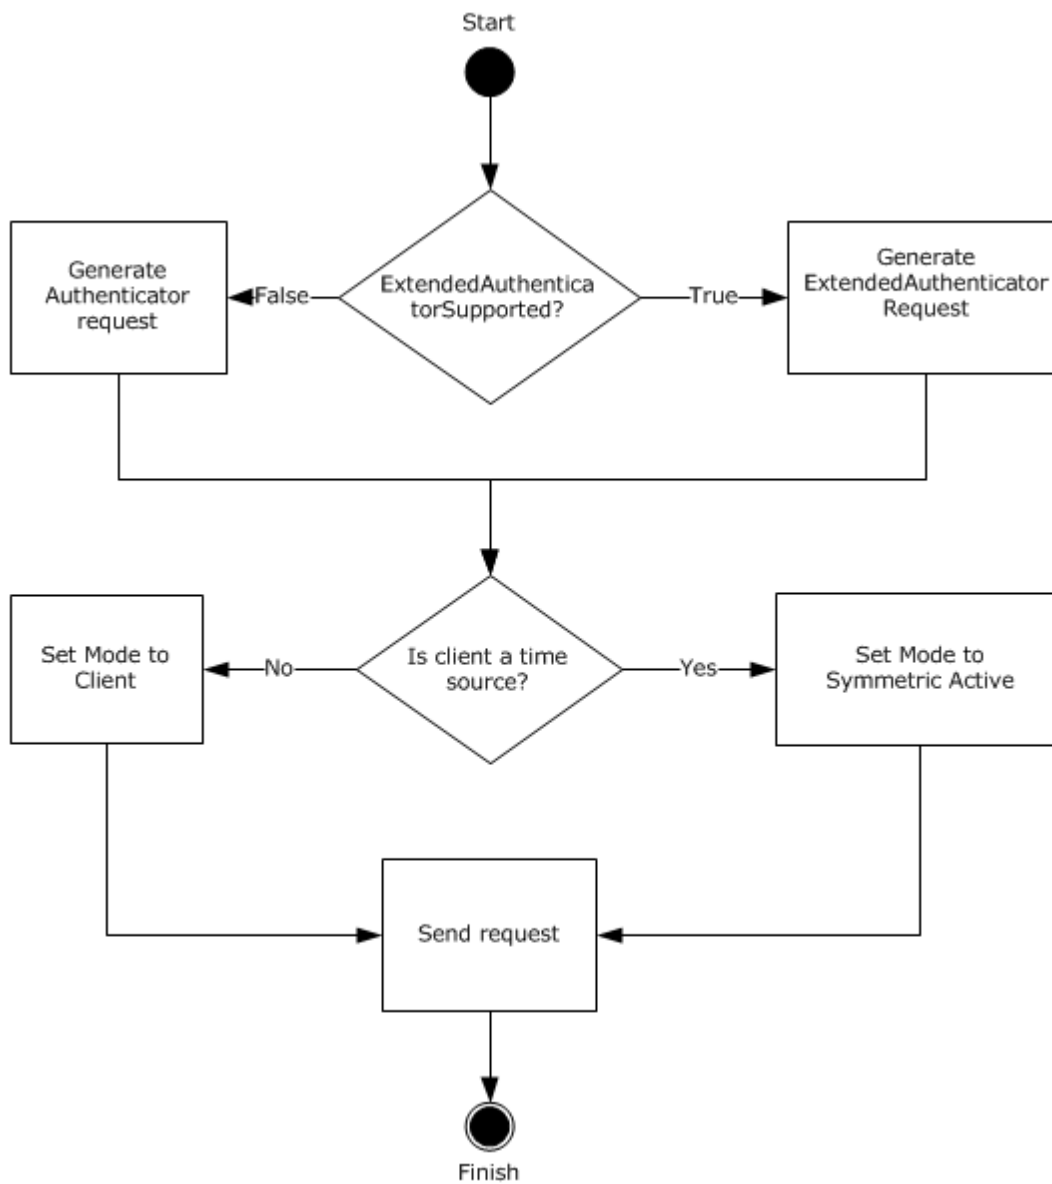 Start
Generate
Authenticator
request
False
ExtendedAuthentica
torSupported?
True
Generate
ExtendedAuthenticator
Request
Set Mode to
Client
No
Is client a time
source?
Yes
Set Mode to
Symmetric Active
Send request
Finish